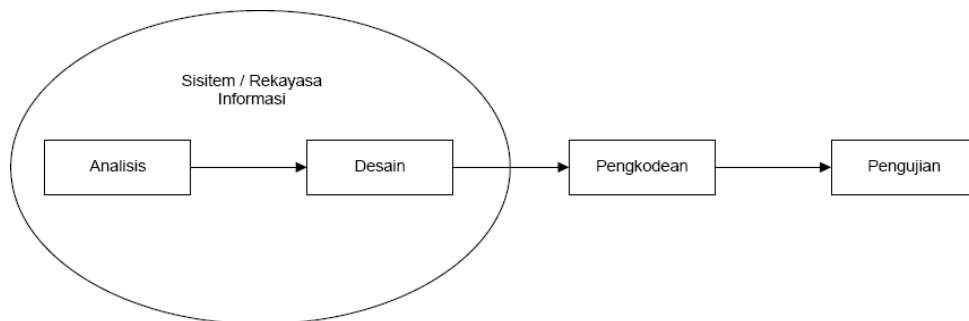 Sisitem / Rekayasa
Informasi
Analisis
Desain
Pengkodean
Pengujian